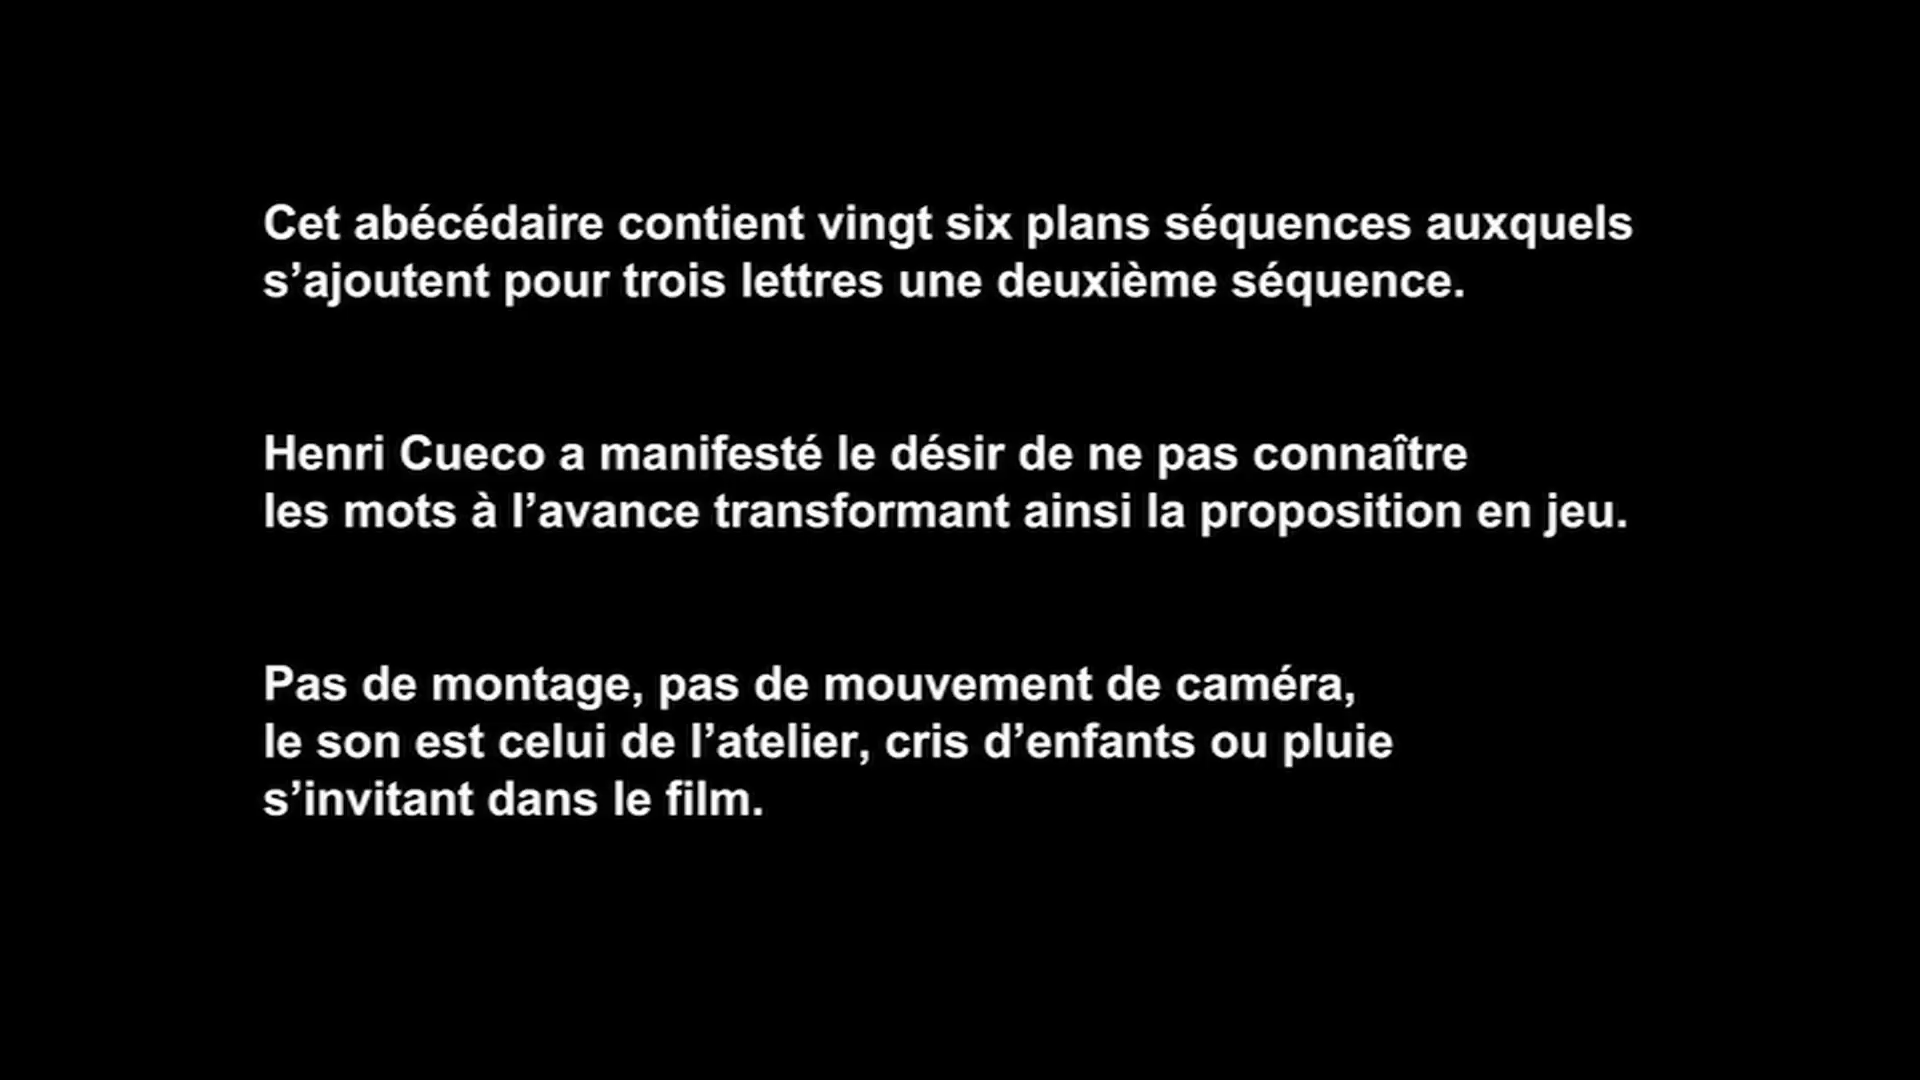 Cet abécédaire contient vingt six plans séquences auxquels
s’ajoutent pour trois lettres une deuxième séquence.
Henri Cueco a manifesté le désir de ne pas connaître
les mots à l’avance transformant ainsi la proposition en jeu.
Pas de montage, pas de mouvement de caméra,
le son est celui de l’atelier, cris d’enfants ou pluie
s’invitant dans le film.